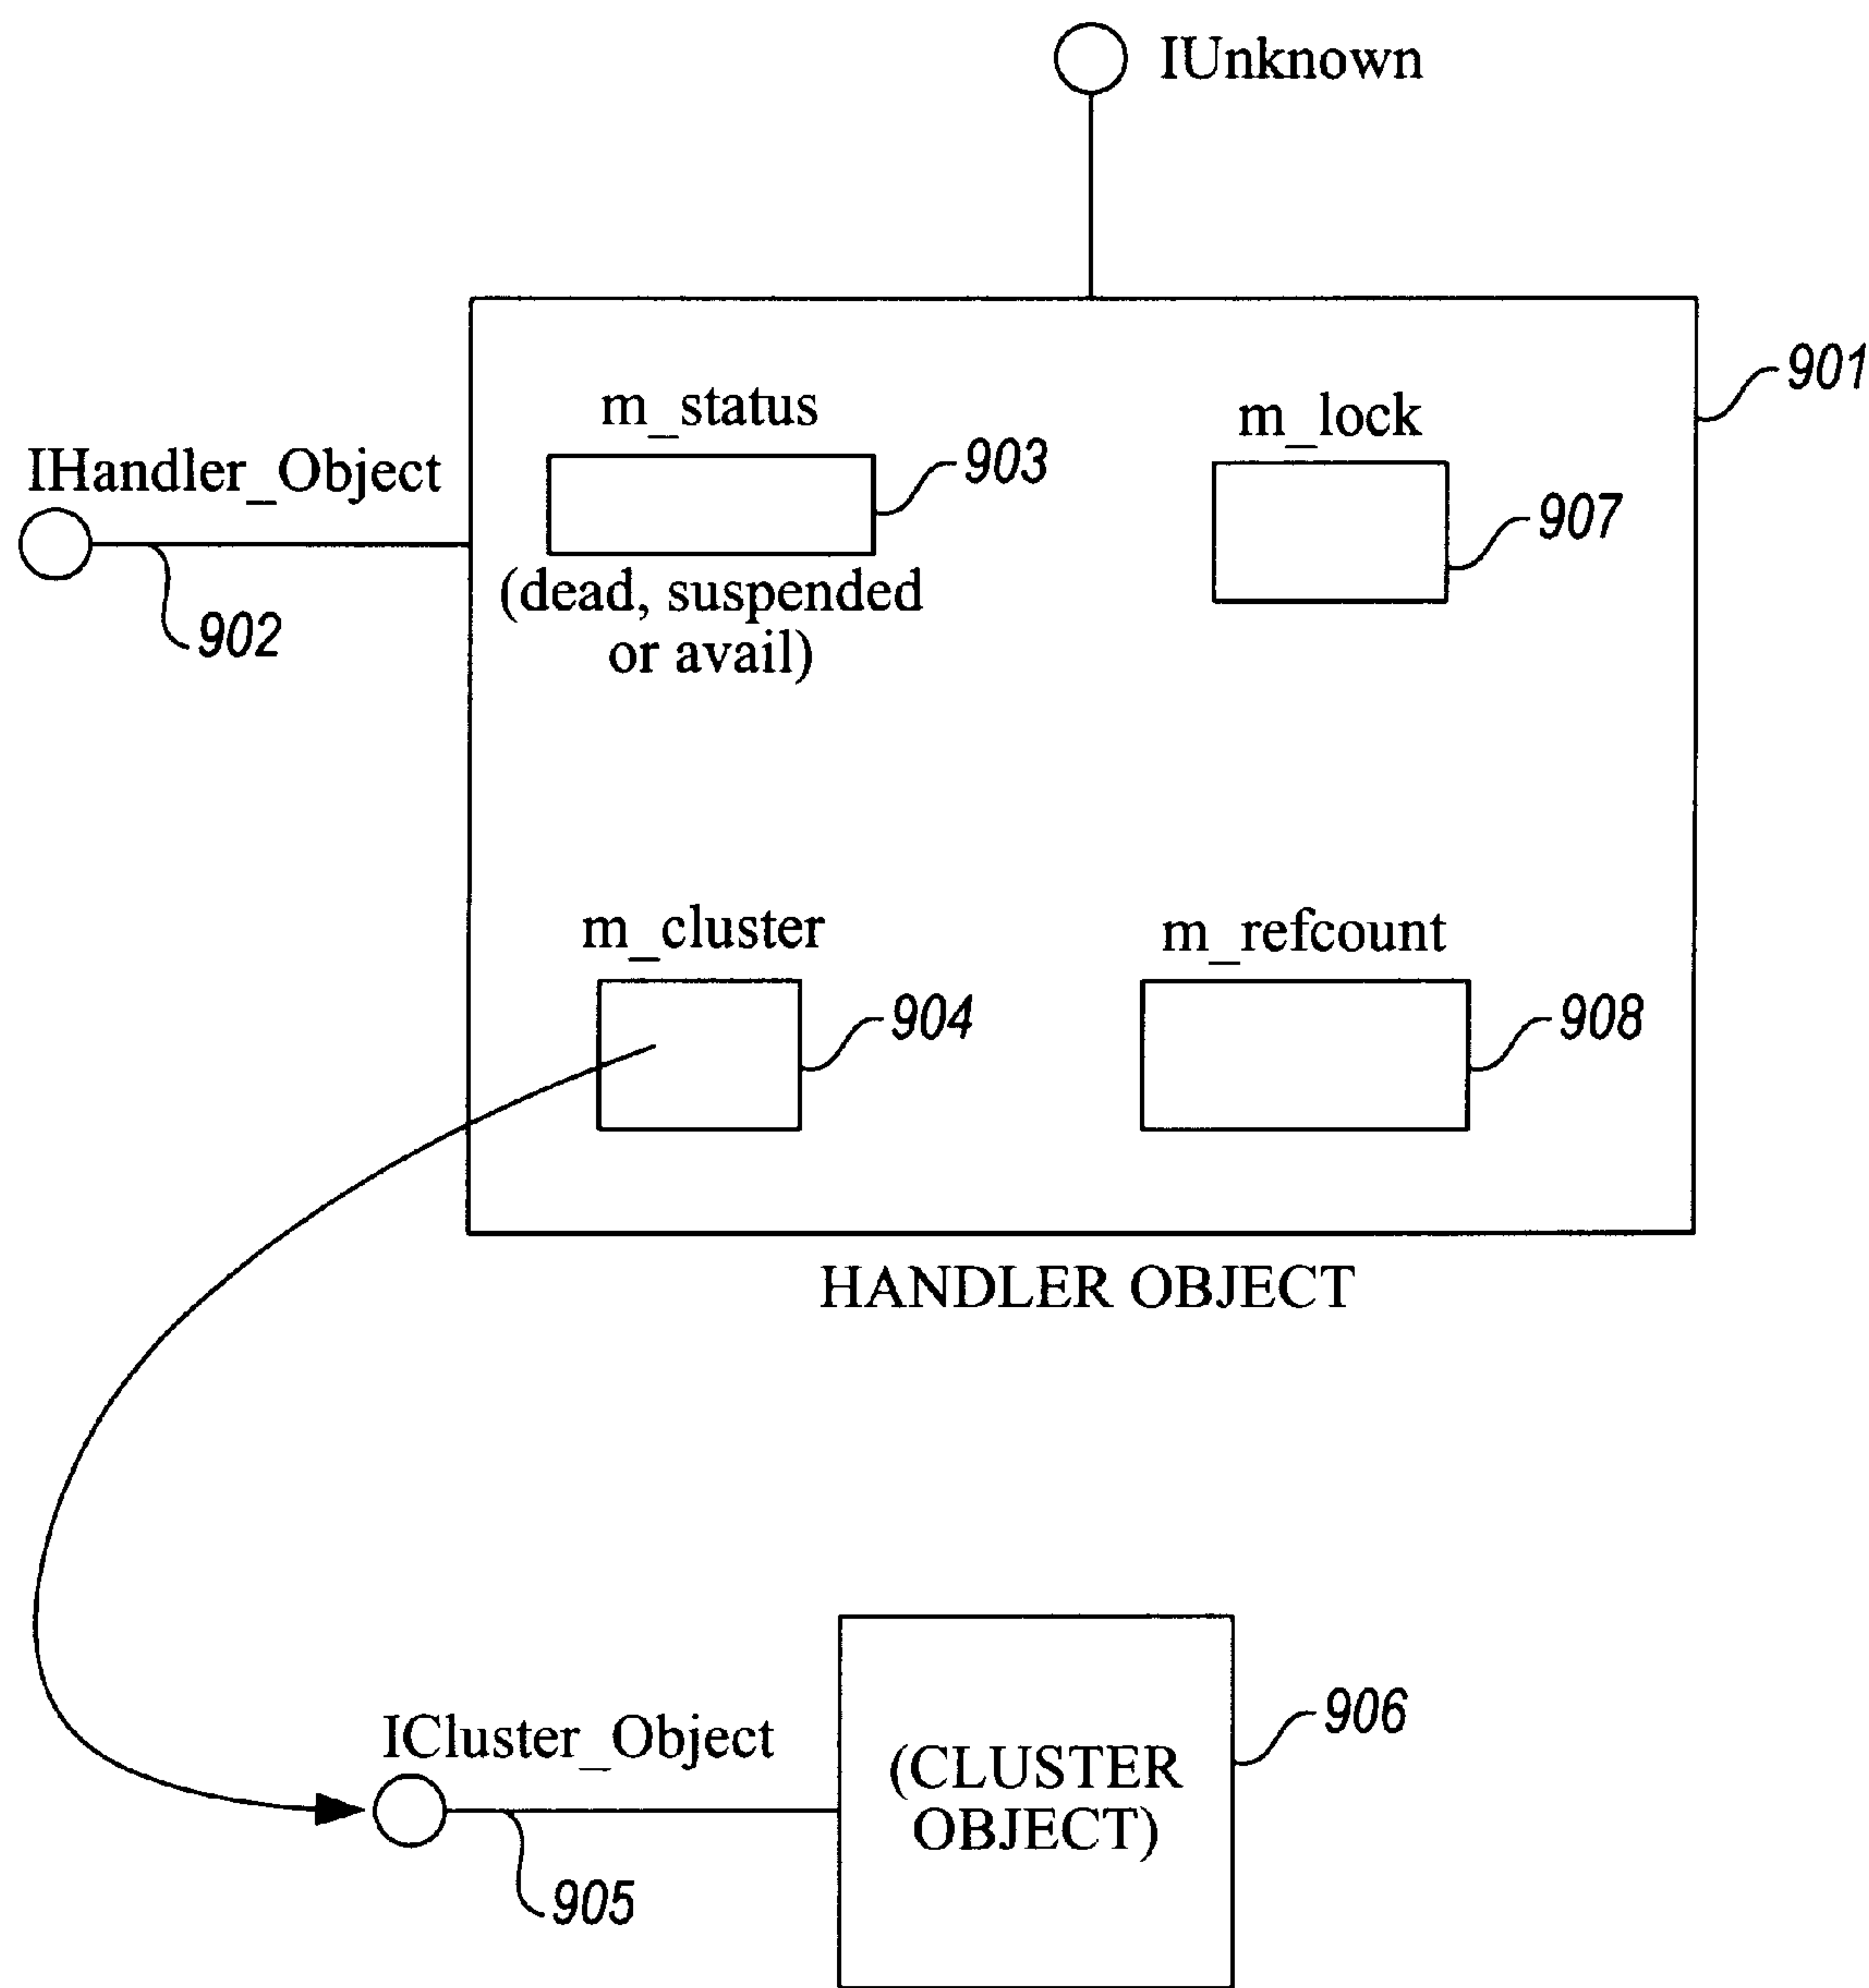 IUnknown
901
m_status
m_lock
IHandler_Object
903
907
902
(dead, suspended
or avail)
m_cluster
m_refcount
904
908
HANDLER OBJECT
ICluster_Object
906
(CLUSTER
OBJECT)
905